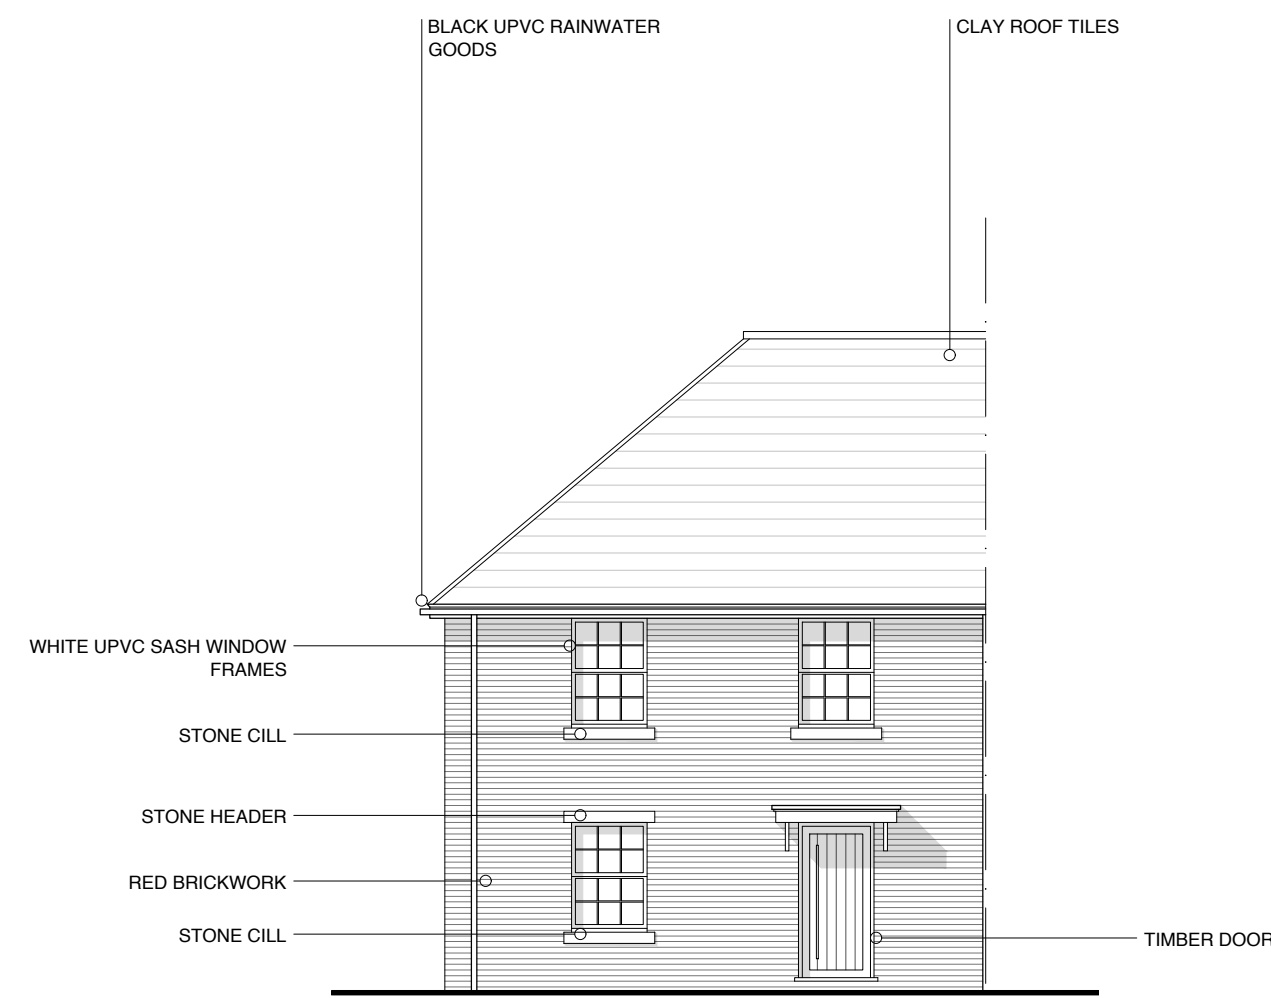 BLACK UPVC RAINWATER
GOODS
CLAY ROOF TILES
WHITE UPVC SASH WINDOW
FRAMES
STONE CILL
STONE HEADER
RED BRICKWORK
STONE CILL
TIMBER DOOR